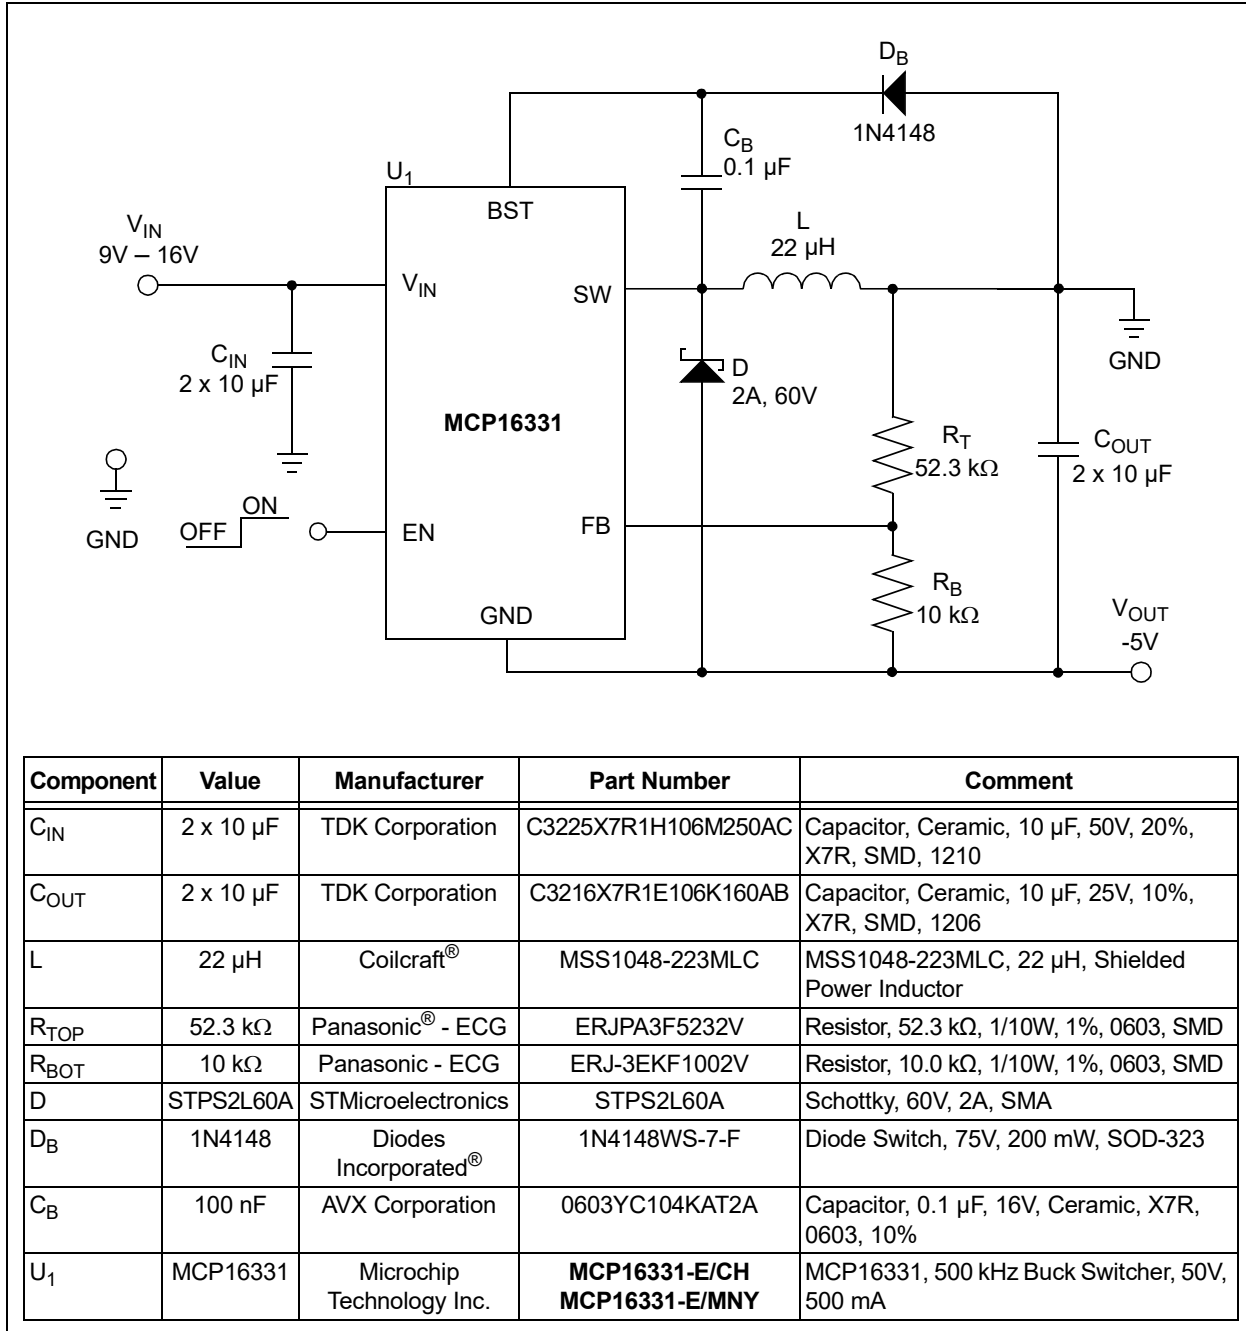 D_B
1N4148
C_B
0.1 µF
U_1
BST
V_IN
9V – 16V
L
22 µH
V_IN
SW
GND
C_IN
2 x 10 µF
D
2A, 60V
MCP16331
R_T
52.3 kΩ
C_OUT
2 x 10 µF
ON
OFF
GND
EN
FB
R_B
10 kΩ
GND
V_OUT
-5V
Component Value Manufacturer Part Number Comment
C_IN 2 x 10 µF TDK Corporation C3225X7R1H106M250AC Capacitor, Ceramic, 10 µF, 50V, 20%,
X7R, SMD, 1210
C_OUT 2 x 10 µF TDK Corporation C3216X7R1E106K160AB Capacitor, Ceramic, 10 µF, 25V, 10%,
X7R, SMD, 1206
L 22 µH Coilcraft® MSS1048-223MLC MSS1048-223MLC, 22 µH, Shielded
Power Inductor
R_TOP 52.3 kΩ Panasonic® - ECG ERJPA3F5232V Resistor, 52.3 kΩ, 1/10W, 1%, 0603, SMD
R_BOT 10 kΩ Panasonic - ECG ERJ-3EKF1002V Resistor, 10.0 kΩ, 1/10W, 1%, 0603, SMD
D STPS2L60A STMicroelectronics STPS2L60A Schottky, 60V, 2A, SMA
D_B 1N4148 Diodes 1N4148WS-7-F Diode Switch, 75V, 200 mW, SOD-323
Incorporated®
C_B 100 nF AVX Corporation 0603YC104KAT2A Capacitor, 0.1 µF, 16V, Ceramic, X7R,
0603, 10%
U_1 MCP16331 Microchip MCP16331-E/CH MCP16331, 500 kHz Buck Switcher, 50V,
Technology Inc. MCP16331-E/MNY 500 mA